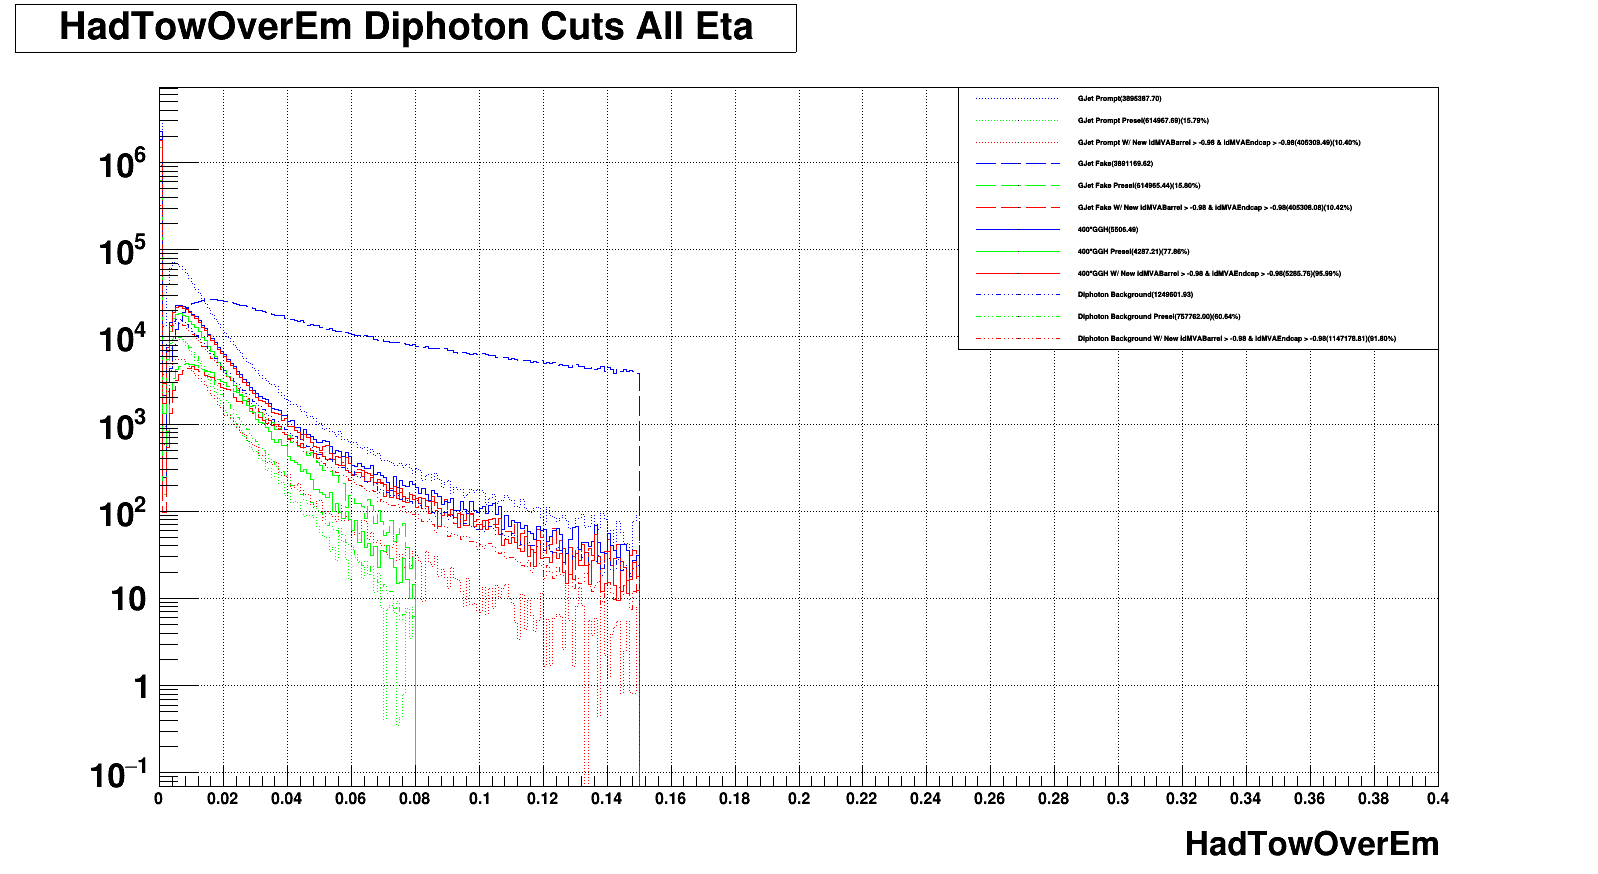 HadTowOverEm Diphoton Cuts All Eta
GJet Prompt(3895387.70)
GJet Prompt Presel(614957.69)(15.79%)
GJet Prompt W/ New IdMVABarrel > -0.98 & IdMVAEndcap > -0.98(405309.49)(10.40%)
GJet Fake(3891169.62)
GJet Fake Presel(614965.44)(15.80%)
GJet Fake W/ New IdMVABarrel > -0.98 & IdMVAEndcap > -0.98(405308.08)(10.42%)
400*GGH(5506.49)
400*GGH Presel(4287.21)(77.86%)
400*GGH W/ New IdMVABarrel > -0.98 & IdMVAEndcap > -0.98(5285.75)(95.99%)
Diphoton Background(1249601.93)
Diphoton Background Presel(757762.00)(60.64%)
Diphoton Background W/ New IdMVABarrel > -0.98 & IdMVAEndcap > -0.98(1147178.81)(91.80%)
10^6
10^5
10^4
10^3
10^2
10
1
10^−1
0 0.02 0.04 0.06 0.08 0.1 0.12 0.14 0.16 0.18 0.2 0.22 0.24 0.26 0.28 0.3 0.32 0.34 0.36 0.38 0.4
HadTowOverEm